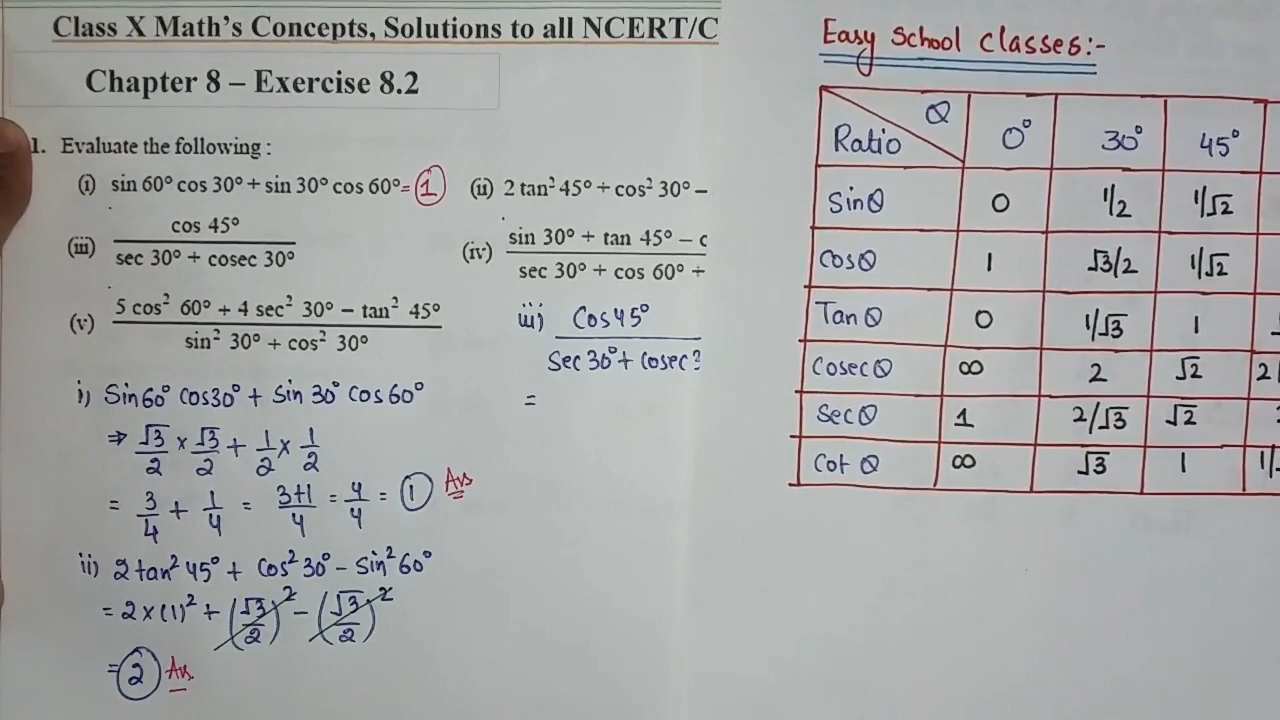 Class X Math's Concepts, Solutions to all NCERT/C
Chapter 8 – Exercise 8.2
1. Evaluate the following :
(i) sin 60° cos 30° + sin 30° cos 60° = 1 (ii) 2 tan² 45° + cos² 30° –
(iii) cos 45° / sec 30° + cosec 30° (iv) sin 30° + tan 45° – c / sec 30° + cos 60° +
(v) 5 cos² 60° + 4 sec² 30° – tan² 45° / sin² 30° + cos² 30°
i) Sin60° cos30° + Sin 30° cos 60°
⇒ √3/2 × √3/2 + 1/2 × 1/2
= 3/4 + 1/4 = 3+1/4 = 4/4 = 1 Ans
ii) 2 tan² 45° + cos² 30° – Sin² 60°
= 2 × (1)² + (√3/2)² – (√3/2)²
= 2 Ans
iii) Cos45° / Sec 30° + cosec 3
=
Easy School Classes:-
Ratio θ 0° 30° 45°
Sinθ 0 1/2 1/√2
Cosθ 1 √3/2 1/√2
Tanθ 0 1/√3 1
Cosecθ ∞ 2 √2 2
Secθ 1 2/√3 √2
Cot θ ∞ √3 1 1/